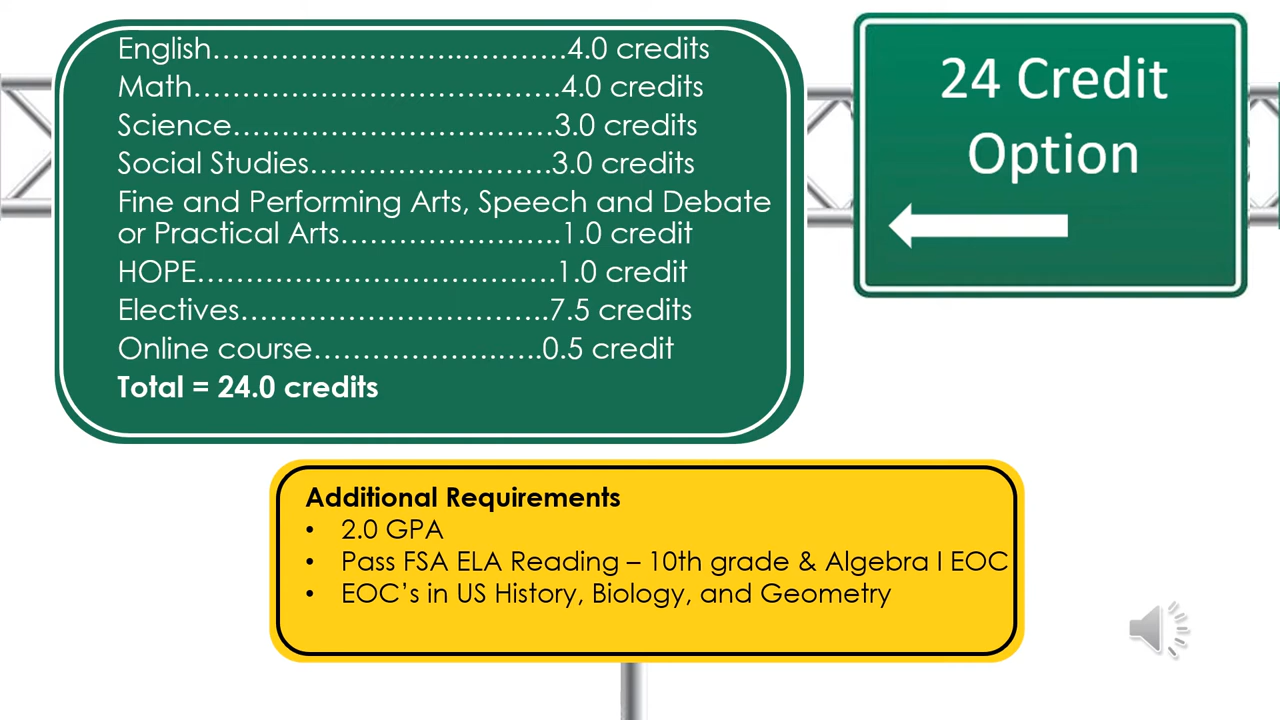 English……………………….…...……….4.0 credits
Math……………………………….…….4.0 credits
Science…………………………………3.0 credits
Social Studies…………………………..3.0 credits
Fine and Performing Arts, Speech and Debate
or Practical Arts………………………..1.0 credit
HOPE…………………………………….1.0 credit
Electives………………………………..7.5 credits
Online course………………….…..0.5 credit
Total = 24.0 credits
24 Credit
Option
Additional Requirements
• 2.0 GPA
• Pass FSA ELA Reading – 10th grade & Algebra I EOC
• EOC’s in US History, Biology, and Geometry